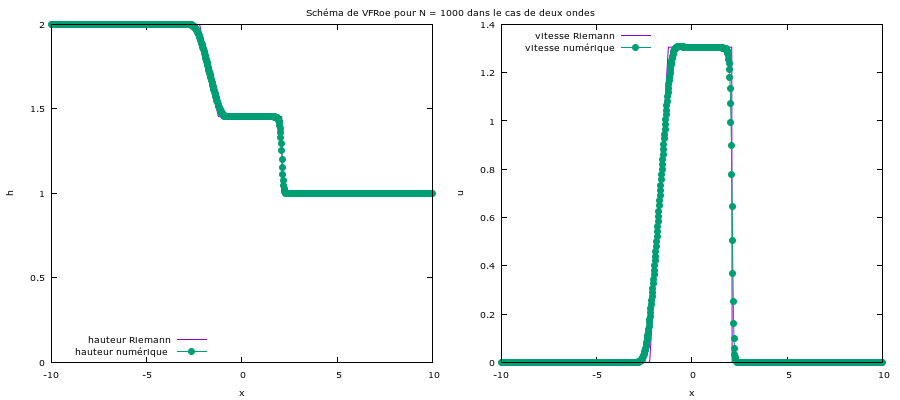 Schéma de VFRoe pour N = 1000 dans le cas de deux ondes
2
1.5
1
0.5
0
h
-10
-5
0
5
10
x
hauteur Riemann
hauteur numérique
1.4
1.2
1
0.8
0.6
0.4
0.2
0
u
-10
-5
0
5
10
x
vitesse Riemann
vitesse numérique